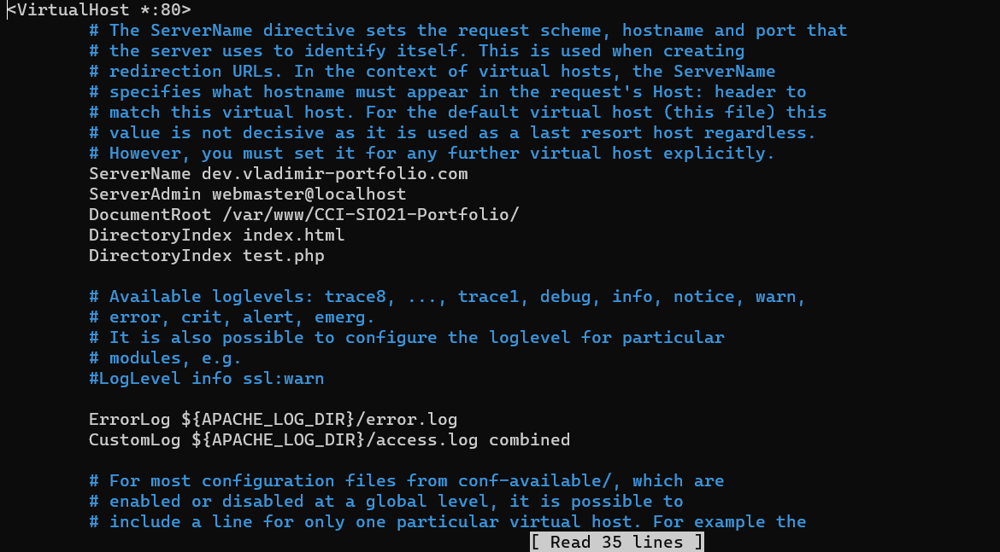 <VirtualHost *:80>
# The ServerName directive sets the request scheme, hostname and port that
# the server uses to identify itself. This is used when creating
# redirection URLs. In the context of virtual hosts, the ServerName
# specifies what hostname must appear in the request's Host: header to
# match this virtual host. For the default virtual host (this file) this
# value is not decisive as it is used as a last resort host regardless.
# However, you must set it for any further virtual host explicitly.
ServerName dev.vladimir-portfolio.com
ServerAdmin webmaster@localhost
DocumentRoot /var/www/CCI-SIO21-Portfolio/
DirectoryIndex index.html
DirectoryIndex test.php
# Available loglevels: trace8, ..., trace1, debug, info, notice, warn,
# error, crit, alert, emerg.
# It is also possible to configure the loglevel for particular
# modules, e.g.
#LogLevel info ssl:warn
ErrorLog ${APACHE_LOG_DIR}/error.log
CustomLog ${APACHE_LOG_DIR}/access.log combined
# For most configuration files from conf-available/, which are
# enabled or disabled at a global level, it is possible to
# include a line for only one particular virtual host. For example the
[ Read 35 lines ]